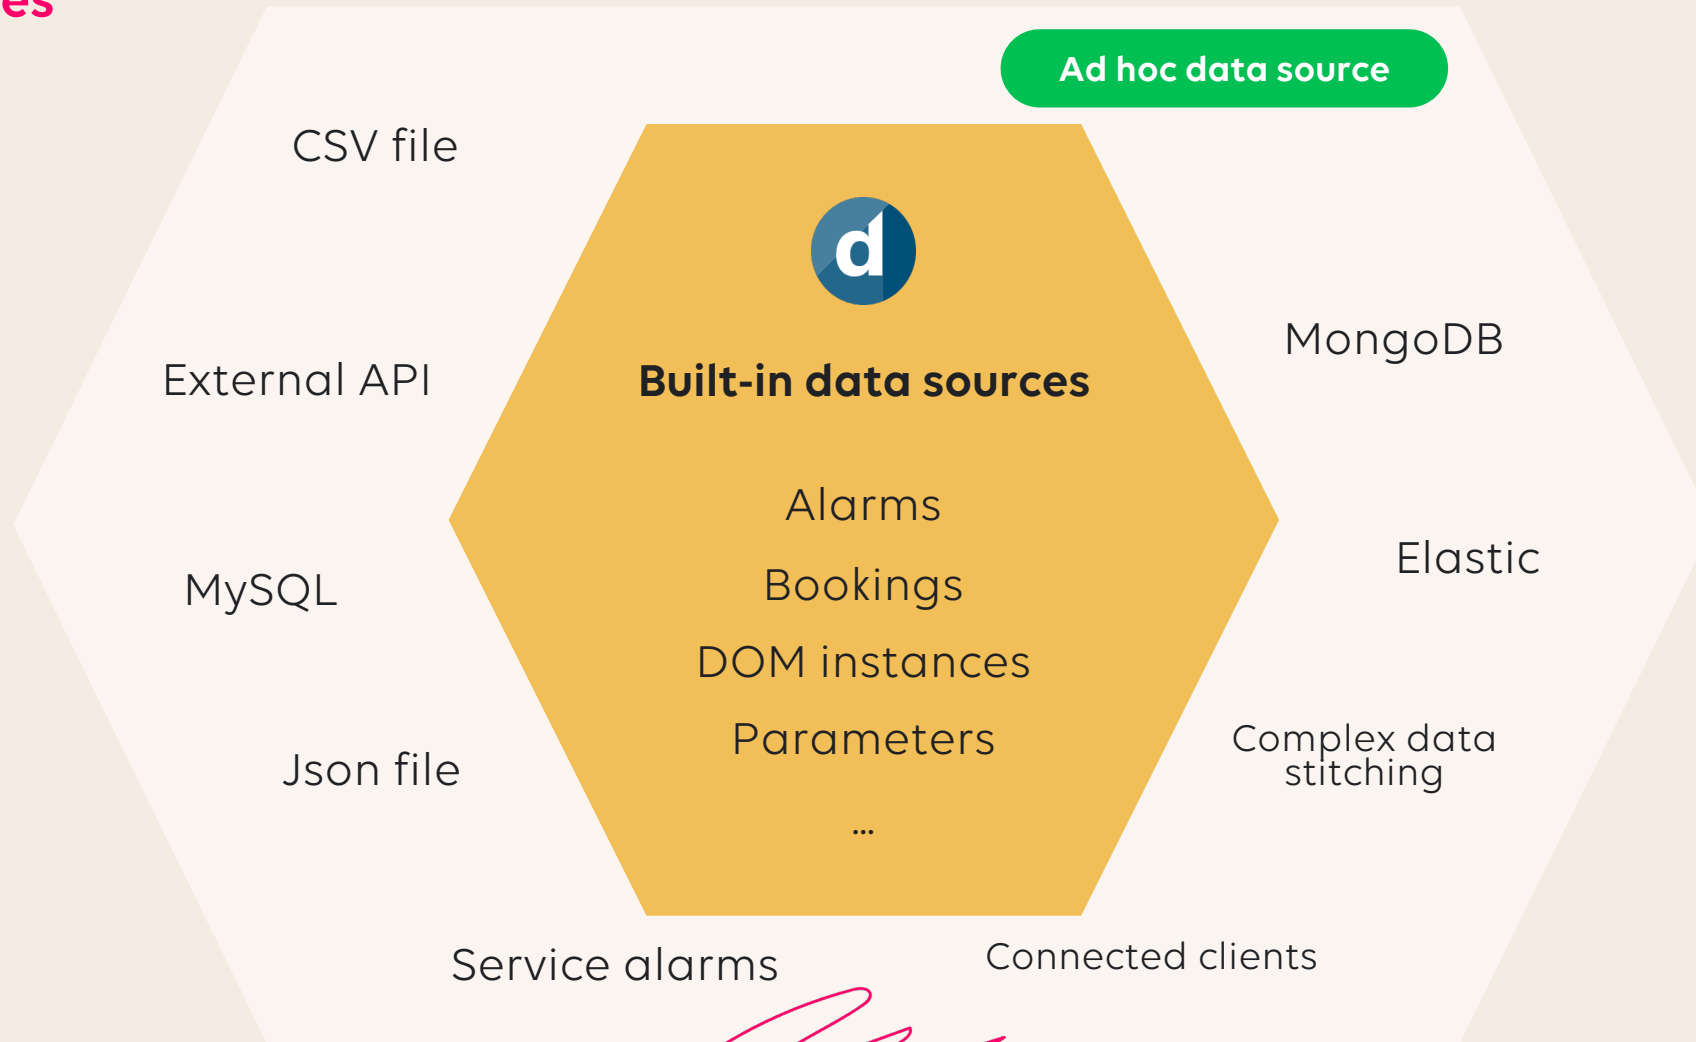 es
Ad hoc data source
CSV file
External API
MySQL
Json file
d
Built-in data sources
Alarms
Bookings
DOM instances
Parameters
...
MongoDB
Elastic
Complex data
stitching
Service alarms
Connected clients